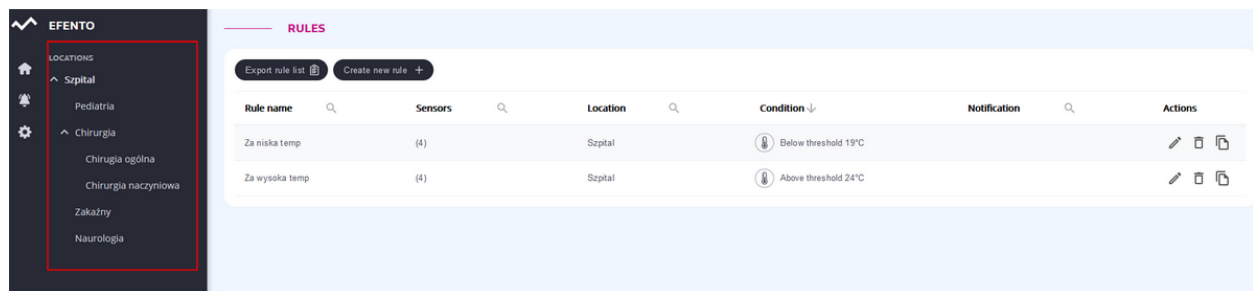 EFENTO
LOCATIONS
Szpital
Pediatria
Chirurgia
Chirugia ogólna
Chirurgia naczyniowa
Zakaźny
Naurologia
RULES
Export rule list Create new rule +
Rule name Sensors Location Condition Notification Actions
Za niska temp (4) Szpital Below threshold 19°C
Za wysoka temp (4) Szpital Above threshold 24°C